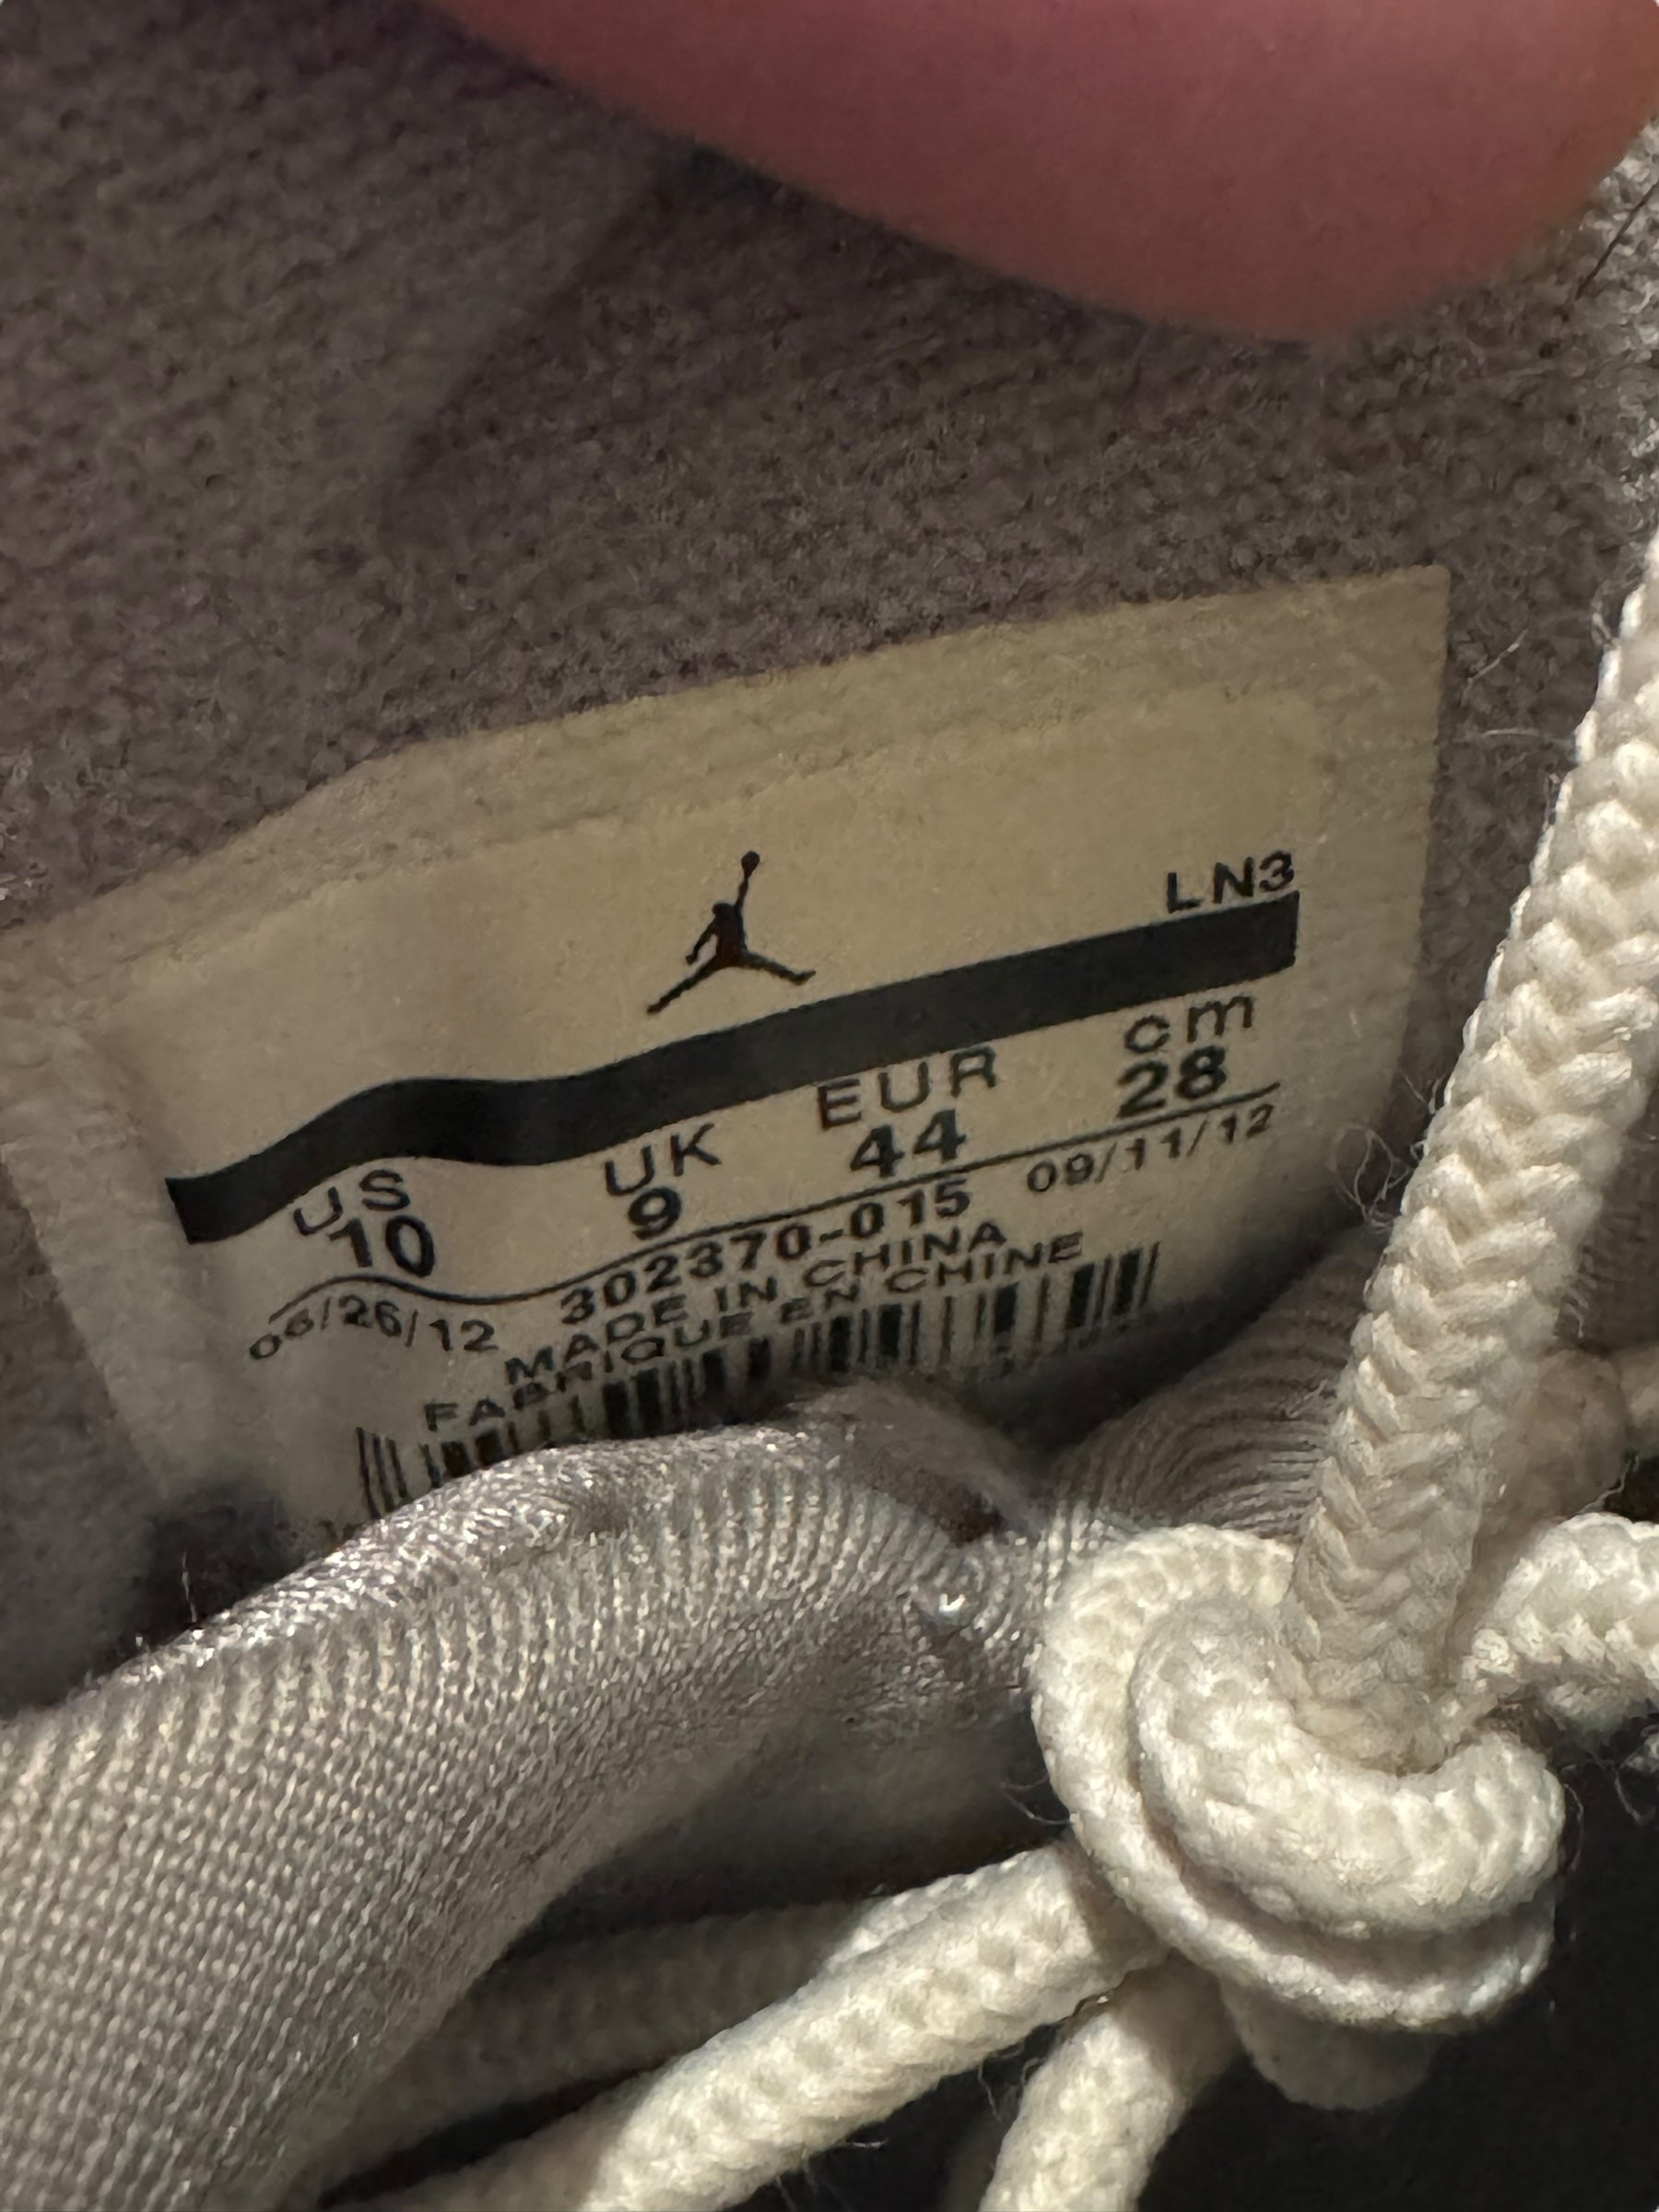 LN3
US UK EUR cm
10 9 44 28
06/26/12 302370-015 09/11/12
MADE IN CHINA
FABRIQUE EN CHINE